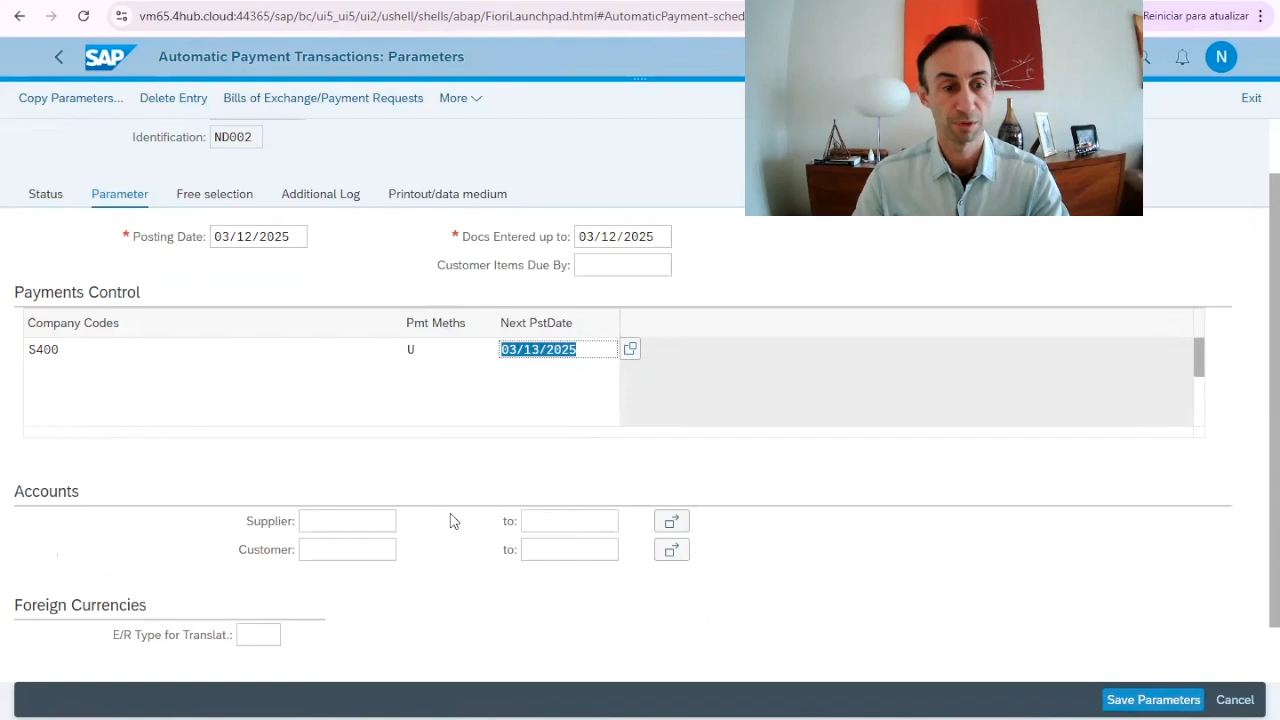 vm65.4hub.cloud:44365/sap/bc/ui5_ui5/ui2/ushell/shells/abap/FioriLaunchpad.html#AutomaticPayment-sched
Reiniciar para atualizar
SAP
Automatic Payment Transactions: Parameters
N
Copy Parameters...
Delete Entry
Bills of Exchange/Payment Requests
More
Exit
Identification: ND002
Status
Parameter
Free selection
Additional Log
Printout/data medium
* Posting Date: 03/12/2025
* Docs Entered up to: 03/12/2025
Customer Items Due By:
Payments Control
Company Codes Pmt Meths Next PstDate
S400 U 03/13/2025
Accounts
Supplier: to:
Customer: to:
Foreign Currencies
E/R Type for Translat.:
Save Parameters
Cancel